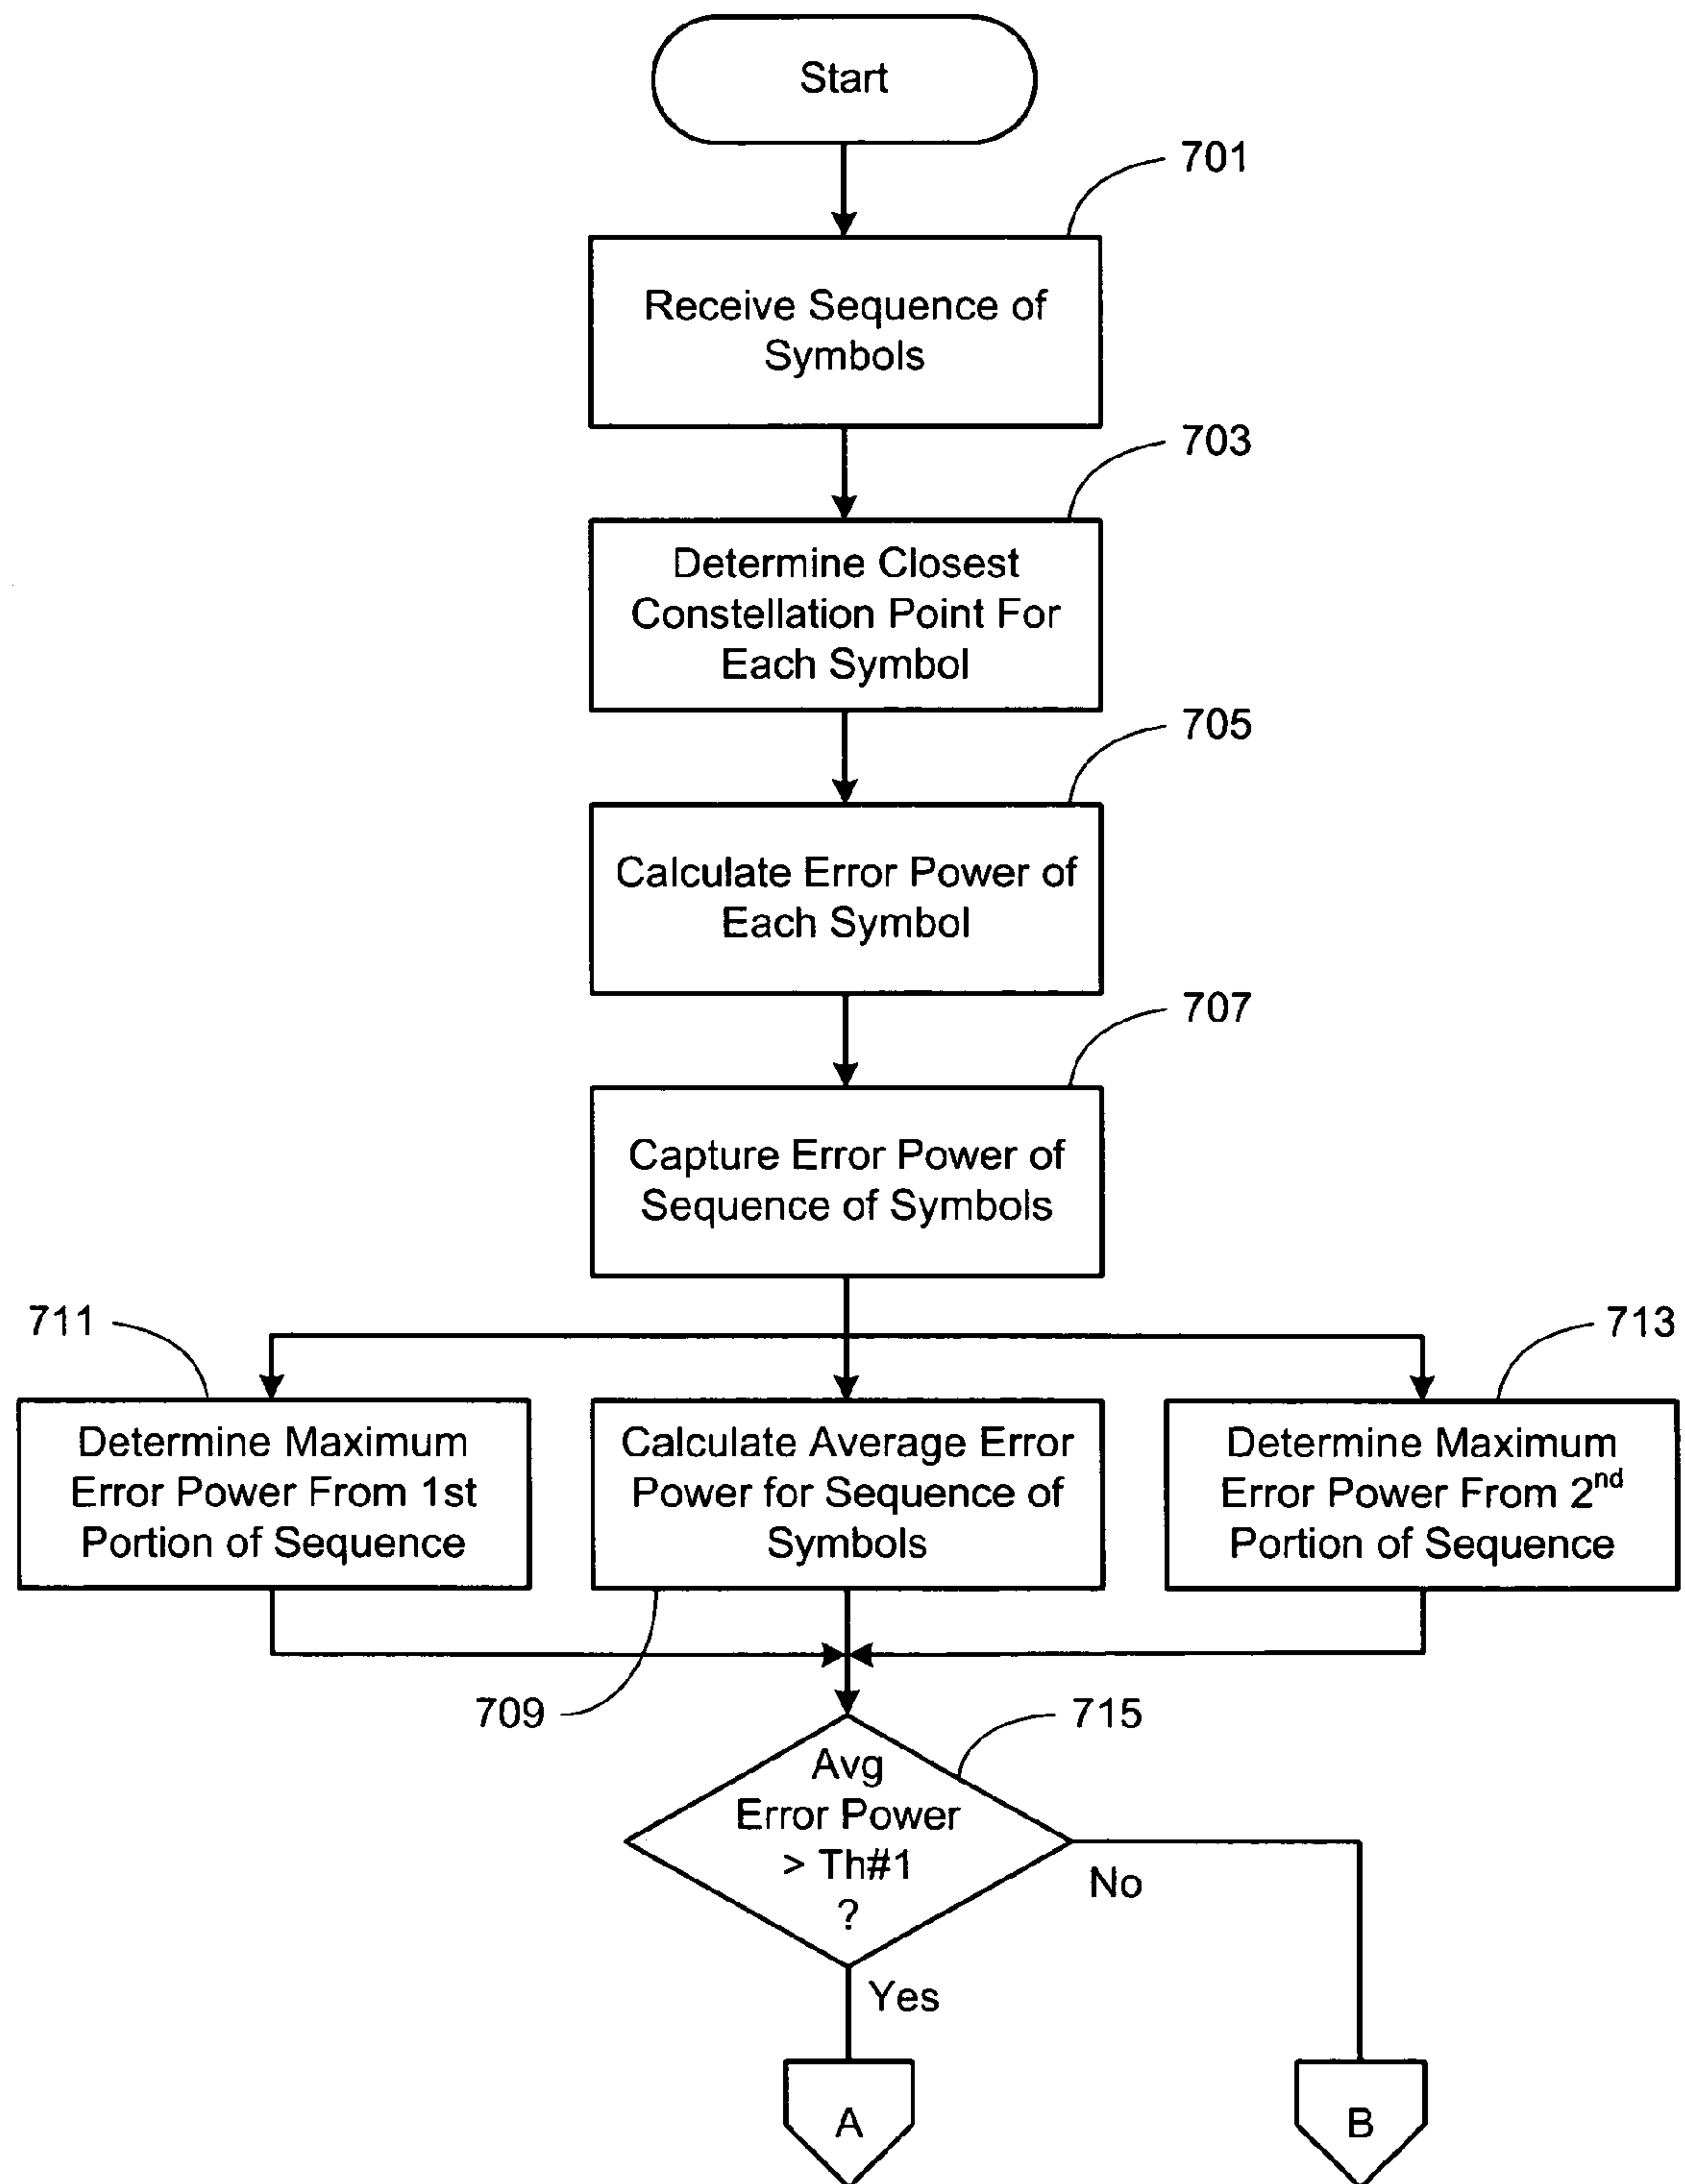 Start
701
Receive Sequence of
Symbols
703
Determine Closest
Constellation Point For
Each Symbol
705
Calculate Error Power of
Each Symbol
707
Capture Error Power of
Sequence of Symbols
711
713
Determine Maximum
Error Power From 1st
Portion of Sequence
Calculate Average Error
Power for Sequence of
Symbols
Determine Maximum
Error Power From 2nd
Portion of Sequence
709
715
Avg
Error Power
> Th#1
?
No
Yes
A
B